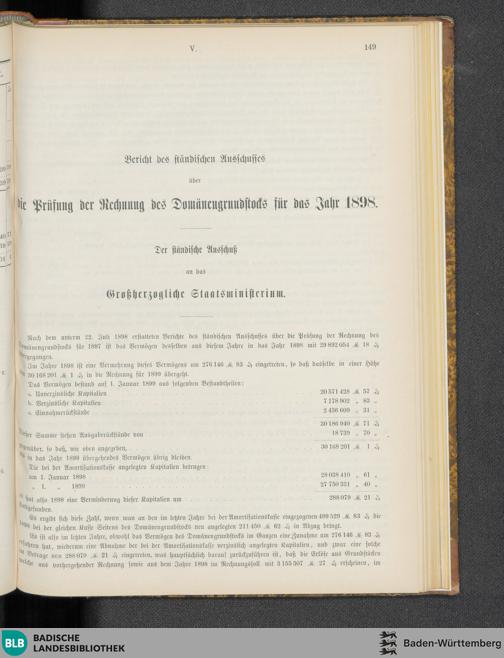 V.
149
Bericht des ständischen Ausschusses
über
die Prüfung der Rechnung des Domänengrundstocks für das Jahr 1898.
Der ständische Ausschuß
an das
Großherzogliche Staatsministerium.
Nach dem unterm 22. Juli 1898 erstatteten Berichte des ständischen Ausschusses über die Prüfung der Rechnung des
Domänengrundstocks für 1897 ist das Vermögen desselben aus diesem Jahre in das Jahr 1898 mit 29 892 054 ℳ 18 ₰
übergegangen.
Im Jahre 1898 ist eine Vermehrung dieses Vermögens um 276 146 ℳ 83 ₰ eingetreten, so daß dasselbe in einer Höhe
von 30 168 201 ℳ 1 ₰ in die Rechnung für 1899 übergeht.
Das Vermögen bestand auf 1. Januar 1899 aus folgenden Bestandtheilen:
a. Unverzinsliche Kapitalien 20 571 428 ℳ 57 ₰
b. Verzinsliche Kapitalien 7 178 902 „ 83 „
c. Einnahmerückstände 2 436 609 „ 31 „
30 186 940 ℳ 71 ₰
Dieser Summe stehen Ausgaberückstände von 18 739 „ 70 „
gegenüber, so daß, wie oben angegeben, 30 168 201 ℳ 1 ₰
als in das Jahr 1899 übergehendes Vermögen übrig bleiben.
Die bei der Amortisationskasse angelegten Kapitalien betrugen
am 1. Januar 1898 28 038 410 „ 61 „
„ 1. „ 1899 27 750 331 „ 40 „
es hat also 1898 eine Verminderung dieser Kapitalien um 288 079 ℳ 21 ₰
stattgefunden.
Es ergibt sich diese Zahl, wenn man an den im letzten Jahre bei der Amortisationskasse eingezogenen 499 529 ℳ 83 ₰ die
bei der gleichen Kasse Seitens des Domänengrundstocks neu angelegten 211 450 ℳ 62 ₰ in Abzug bringt.
Wo ist also im letzten Jahre, obwohl das Vermögen des Domänengrundstocks im Ganzen eine Zunahme um 276 146 ℳ 83 ₰
erfahren hat, wiederum eine Abnahme der bei der Amortisationskasse verzinslich angelegten Kapitalien, und zwar eine solche
im Betrage von 288 079 ℳ 21 ₰ eingetreten, was hauptsächlich darauf zurückzuführen ist, daß die Erlöse aus Grundstücken
welche aus vorhergehender Rechnung sowie aus dem Jahre 1898 im Rechnungssoll mit 3 155 507 ℳ 27 ₰ erscheinen, im
BLB
BADISCHE
LANDESBIBLIOTHEK
Baden-Württemberg